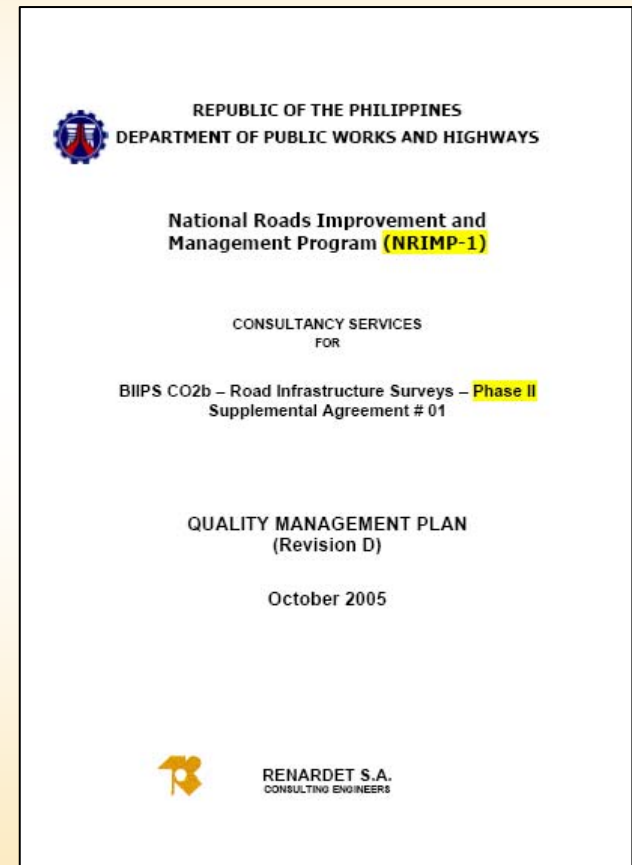 REPUBLIC OF THE PHILIPPINES
DEPARTMENT OF PUBLIC WORKS AND HIGHWAYS
National Roads Improvement and
Management Program (NRIMP-1)
CONSULTANCY SERVICES
FOR
BIIPS CO2b – Road Infrastructure Surveys – Phase II
Supplemental Agreement # 01
QUALITY MANAGEMENT PLAN
(Revision D)
October 2005
RENARDET S.A.
CONSULTING ENGINEERS